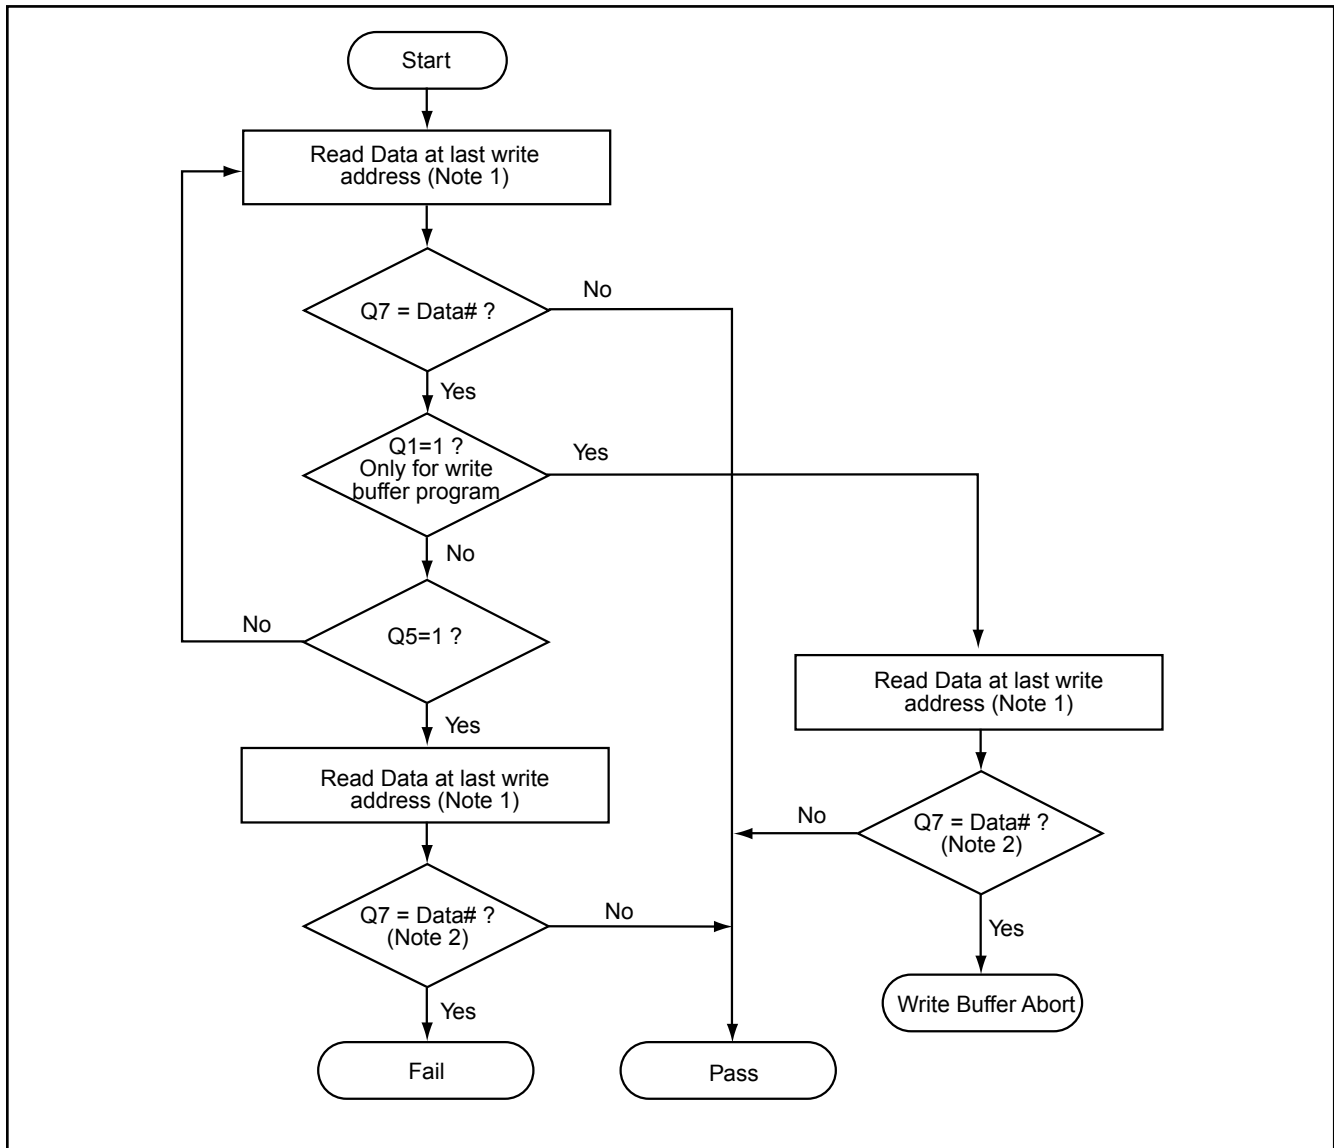 Start
Read Data at last write
address (Note 1)
Q7 = Data# ?
No
Yes
Q1=1 ?
Only for write
buffer program
Yes
No
Q5=1 ?
No
Yes
Read Data at last write
address (Note 1)
Q7 = Data# ?
(Note 2)
No
Yes
Fail
Pass
Read Data at last write
address (Note 1)
Q7 = Data# ?
(Note 2)
No
Yes
Write Buffer Abort